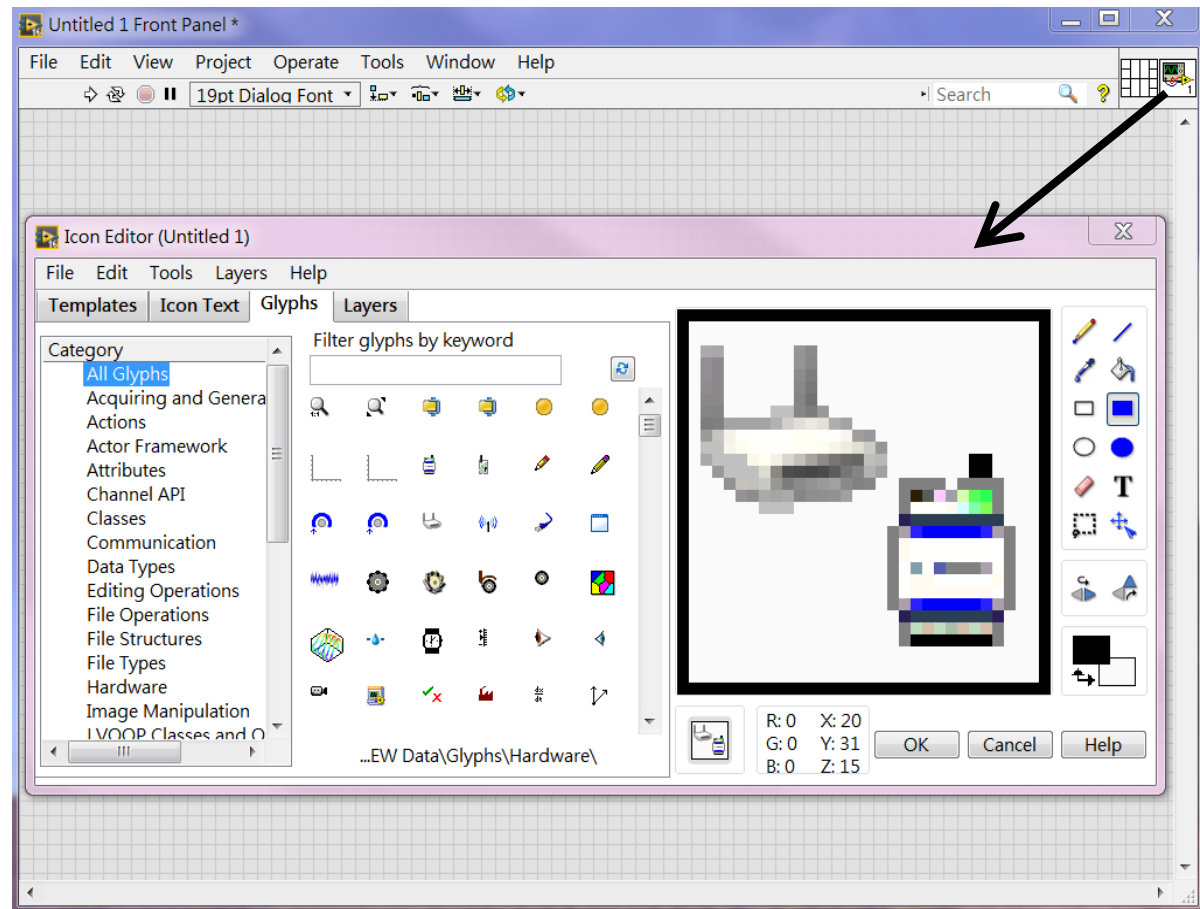 Untitled 1 Front Panel *
File Edit View Project Operate Tools Window Help
19pt Dialog Font
Search
1
Icon Editor (Untitled 1)
File Edit Tools Layers Help
Templates Icon Text Glyphs Layers
Category
All Glyphs
Acquiring and Genera
Actions
Actor Framework
Attributes
Channel API
Classes
Communication
Data Types
Editing Operations
File Operations
File Structures
File Types
Hardware
Image Manipulation
LVOOP Classes and O
Filter glyphs by keyword
1:1
...EW Data\Glyphs\Hardware\
T
R: 0 X: 20
G: 0 Y: 31
B: 0 Z: 15
OK Cancel Help